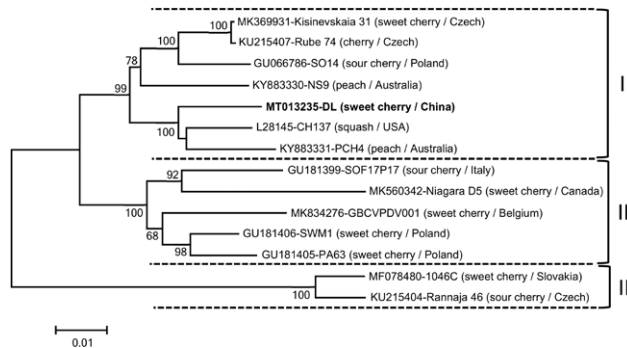 MK369931-Kisinevskaia 31 (sweet cherry / Czech)
100
100
KU215407-Rube 74 (cherry / Czech)
78
GU066786-SO14 (sour cherry / Poland)
99
KY883330-NS9 (peach / Australia)
I
MT013235-DL (sweet cherry / China)
L28145-CH137 (squash / USA)
100
KY883331-PCH4 (peach / Australia)
92
GU181399-SOF17P17 (sour cherry / Italy)
MK560342-Niagara D5 (sweet cherry / Canada)
100
MK834276-GBCVPDV001 (sweet cherry / Belgium)
II
68
GU181406-SWM1 (sweet cherry / Poland)
98
GU181405-PA63 (sweet cherry / Poland)
MF078480-1046C (sweet cherry / Slovakia)
100
KU215404-Rannaja 46 (sour cherry / Czech)
0.01